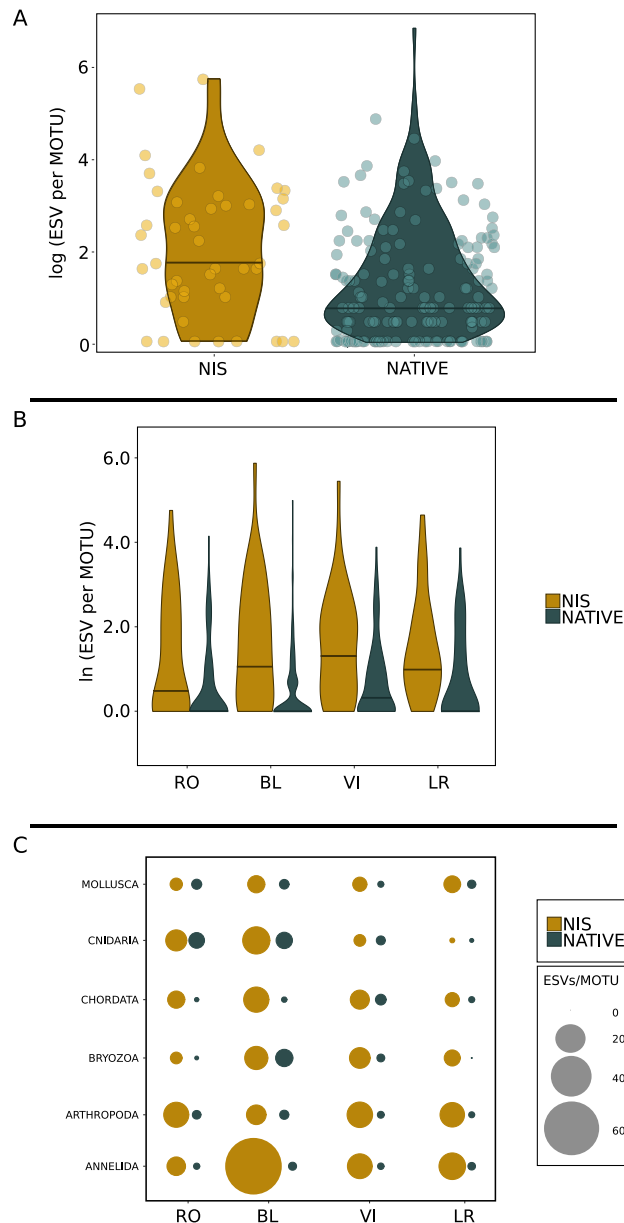 A
log (ESV per MOTU)
6
4
2
0
NIS NATIVE
B
ln (ESV per MOTU)
6.0
4.0
2.0
0.0
RO BL VI LR
NIS
NATIVE
C
MOLLUSCA
CNIDARIA
CHORDATA
BRYOZOA
ARTHROPODA
ANNELIDA
RO BL VI LR
NIS
NATIVE
ESVs/MOTU
0
20
40
60